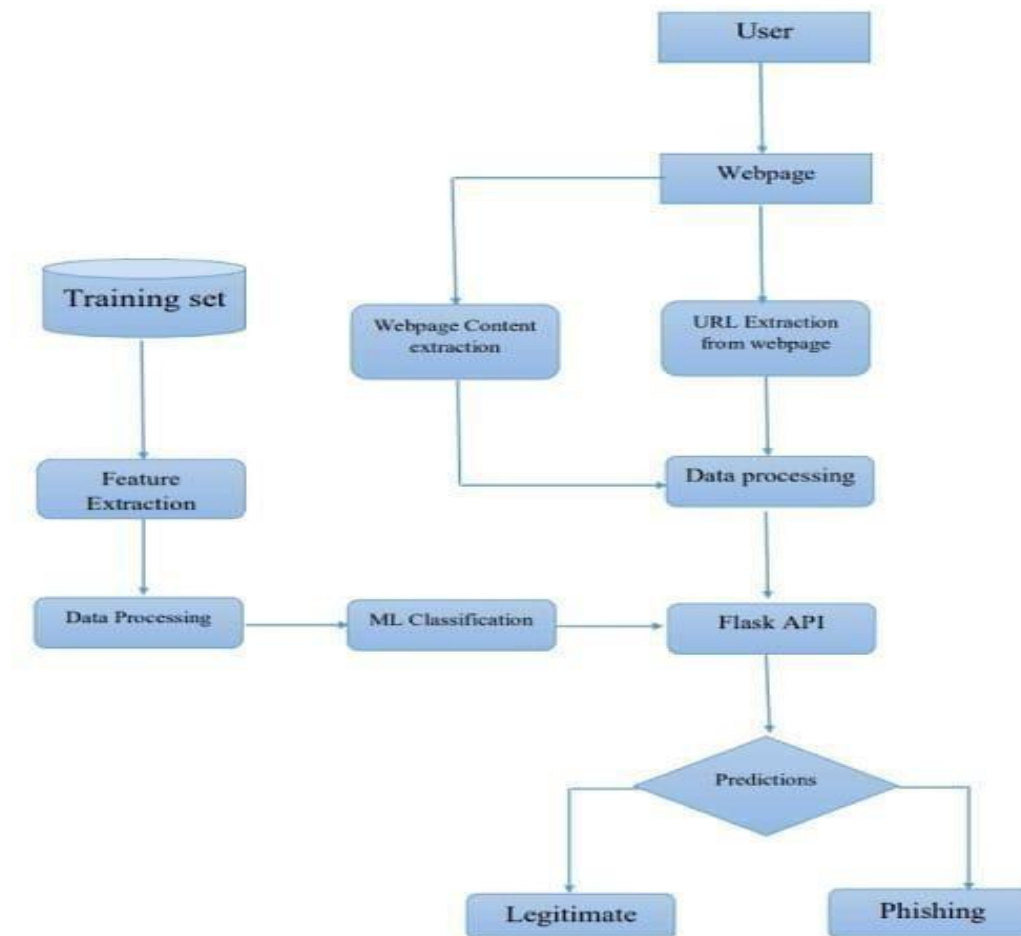 User
Webpage
Training set
Webpage Content
extraction
URL Extraction
from webpage
Feature
Extraction
Data processing
Data Processing
ML Classification
Flask API
Predictions
Legitimate
Phishing